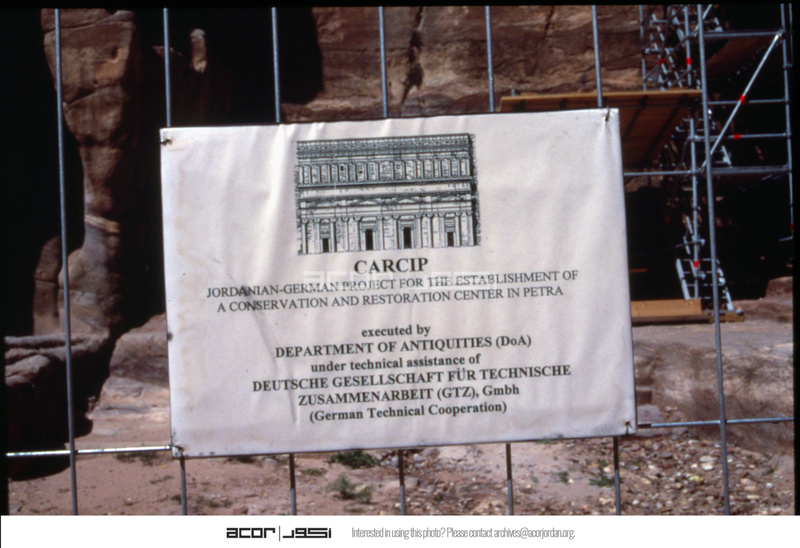 CARCIP
JORDANIAN-GERMAN PROJECT FOR THE ESTABLISHMENT OF
A CONSERVATION AND RESTORATION CENTER IN PETRA
executed by
DEPARTMENT OF ANTIQUITIES (DoA)
under technical assistance of
DEUTSCHE GESELLSCHAFT FÜR TECHNISCHE
ZUSAMMENARBEIT (GTZ), Gmbh
(German Technical Cooperation)
acor | اكور Interested in using this photo? Please contact archives@acorjordan.org.